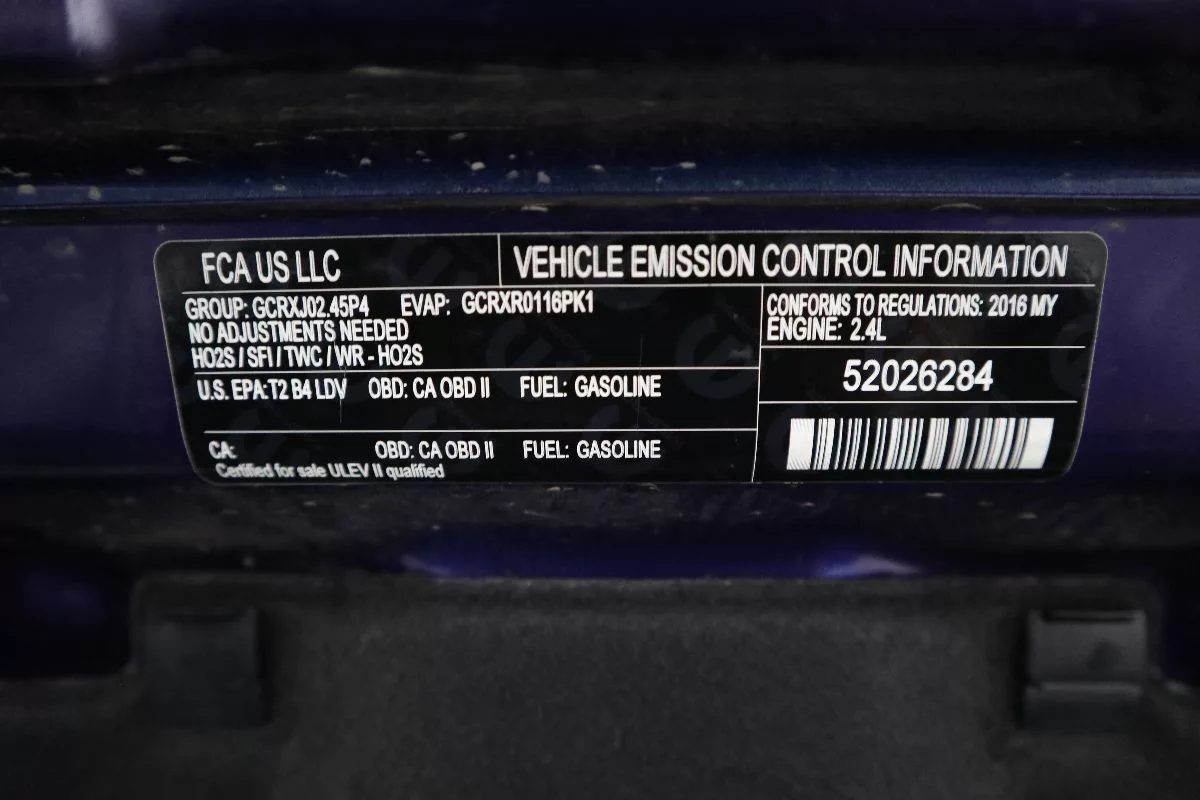 FCA US LLC
VEHICLE EMISSION CONTROL INFORMATION
GROUP: GCRXJ02.45P4 EVAP: GCRXR0116PK1
NO ADJUSTMENTS NEEDED
HO2S / SFI / TWC / WR - HO2S
CONFORMS TO REGULATIONS: 2016 MY
ENGINE: 2.4L
52026284
U.S. EPA: T2 B4 LDV OBD: CA OBD II FUEL: GASOLINE
CA: OBD: CA OBD II FUEL: GASOLINE
Certified for sale ULEV II qualified